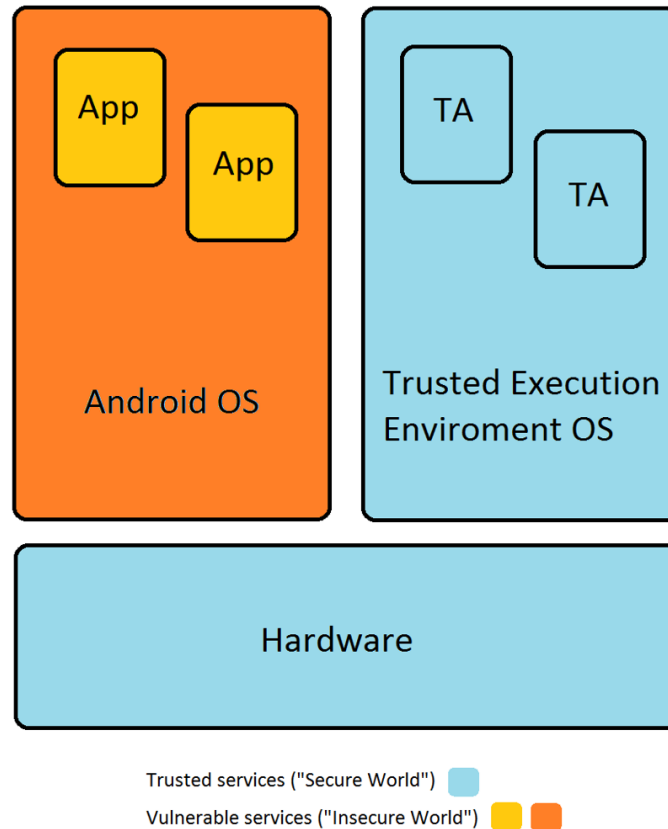 App
App
Android OS
TA
TA
Trusted Execution
Enviroment OS
Hardware
Trusted services ("Secure World")
Vulnerable services ("Insecure World")